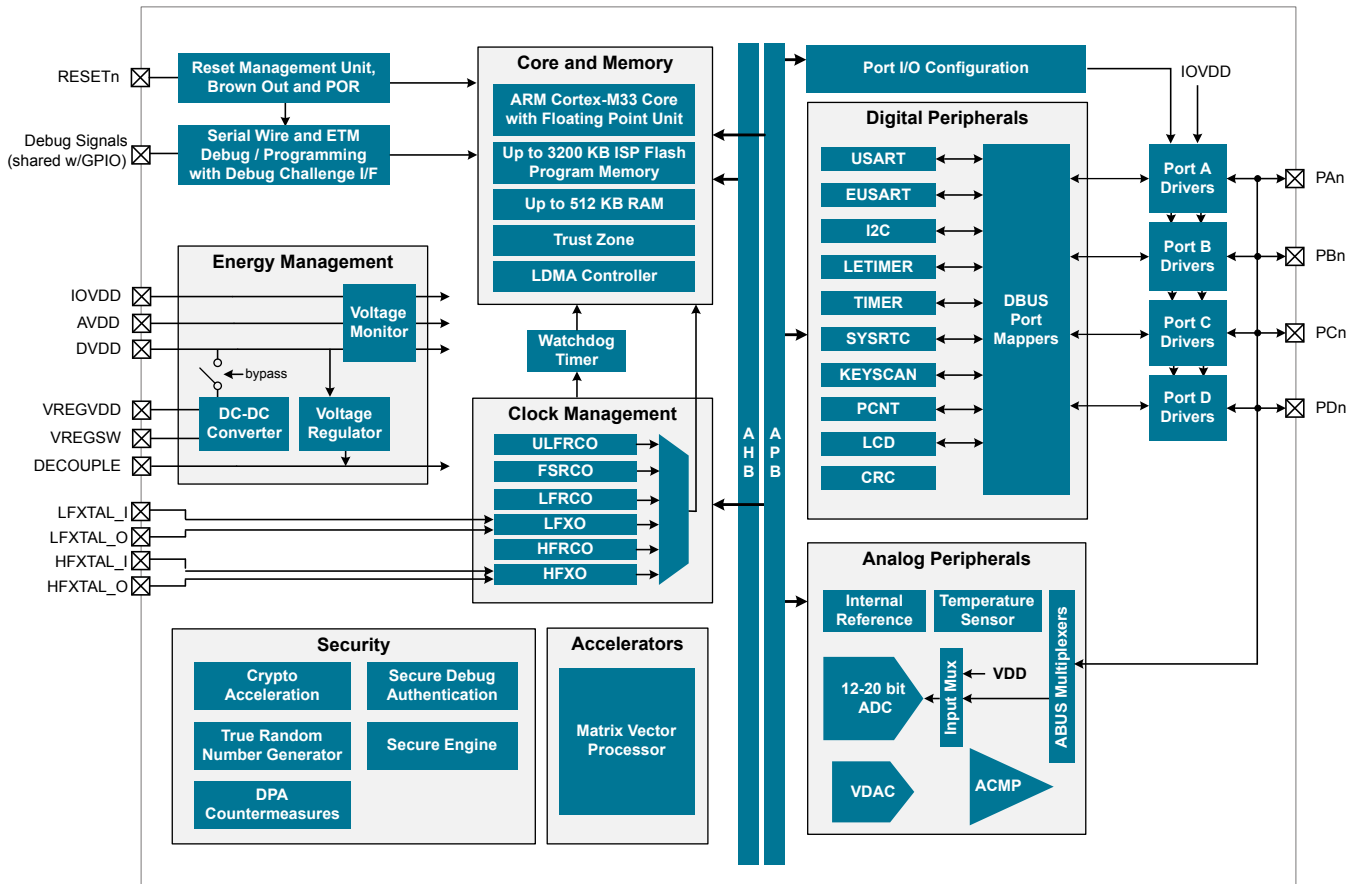 RESETn
Debug Signals
(shared w/GPIO)
Reset Management Unit,
Brown Out and POR
Serial Wire and ETM
Debug / Programming
with Debug Challenge I/F
Core and Memory
ARM Cortex-M33 Core
with Floating Point Unit
Up to 3200 KB ISP Flash
Program Memory
Up to 512 KB RAM
Trust Zone
LDMA Controller
Watchdog
Timer
Energy Management
IOVDD
AVDD
DVDD
VREGVDD
VREGSW
DECOUPLE
Voltage
Monitor
bypass
DC-DC
Converter
Voltage
Regulator
LFXTAL_I
LFXTAL_O
HFXTAL_I
HFXTAL_O
Clock Management
ULFRCO
FSRCO
LFRCO
LFXO
HFRCO
HFXO
Security
Crypto
Acceleration
Secure Debug
Authentication
True Random
Number Generator
Secure Engine
DPA
Countermeasures
Accelerators
Matrix Vector
Processor
AHB
APB
Port I/O Configuration
IOVDD
Digital Peripherals
USART
EUSART
I2C
LETIMER
TIMER
SYSRTC
KEYSCAN
PCNT
LCD
CRC
DBUS
Port
Mappers
Port A
Drivers
Port B
Drivers
Port C
Drivers
Port D
Drivers
PAn
PBn
PCn
PDn
Analog Peripherals
Internal
Reference
Temperature
Sensor
12-20 bit
ADC
Input Mux
VDD
ABUS Multiplexers
VDAC
ACMP